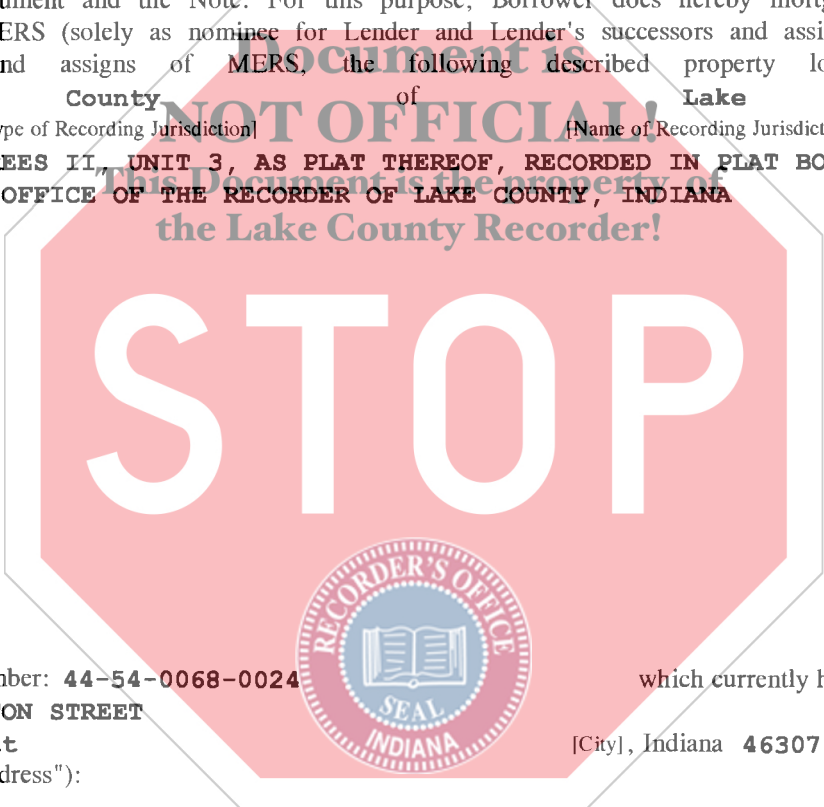 ument and the Note. For this purpose, Borrower does hereby mortg
ERS (solely as nominee for Lender and Lender's successors and assi
nd assigns of MERS, the following described property lo
Document is
County of Lake
NOT OFFICIAL!
ype of Recording Jurisdiction] [Name of Recording Jurisdict
EES II, UNIT 3, AS PLAT THEREOF, RECORDED IN PLAT BO
This Document is the property of
OFFICE OF THE RECORDER OF LAKE COUNTY, INDIANA
the Lake County Recorder!
STOP
RECORDER'S OFFICE
SEAL
INDIANA
nber: 44-54-0068-0024 which currently h
ON STREET
t [City], Indiana 46307
dress"):